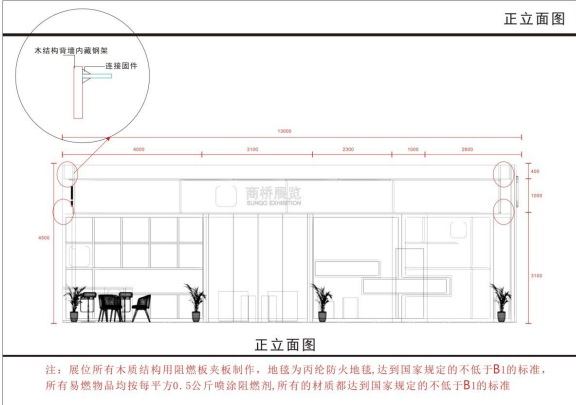 正立面图
木结构背墙内藏钢架
连接固件
13000
4000 3100 2300 1000 2600
400
1000
4500
3100
商桥展览
SUNQO EXHIBITION
正立面图
注：展位所有木质结构用阻燃板夹板制作，地毯为丙纶防火地毯,达到国家规定的不低于B1的标准，
所有易燃物品均按每平方0.5公斤喷涂阻燃剂,所有的材质都达到国家规定的不低于B1的标准